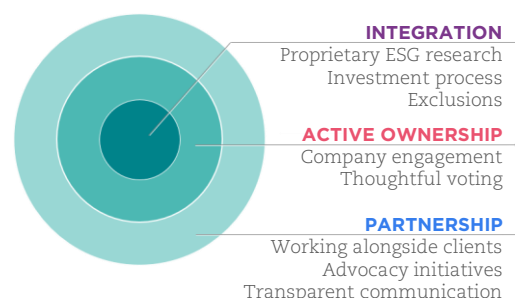 INTEGRATION
Proprietary ESG research
Investment process
Exclusions
ACTIVE OWNERSHIP
Company engagement
Thoughtful voting
PARTNERSHIP
Working alongside clients
Advocacy initiatives
Transparent communication